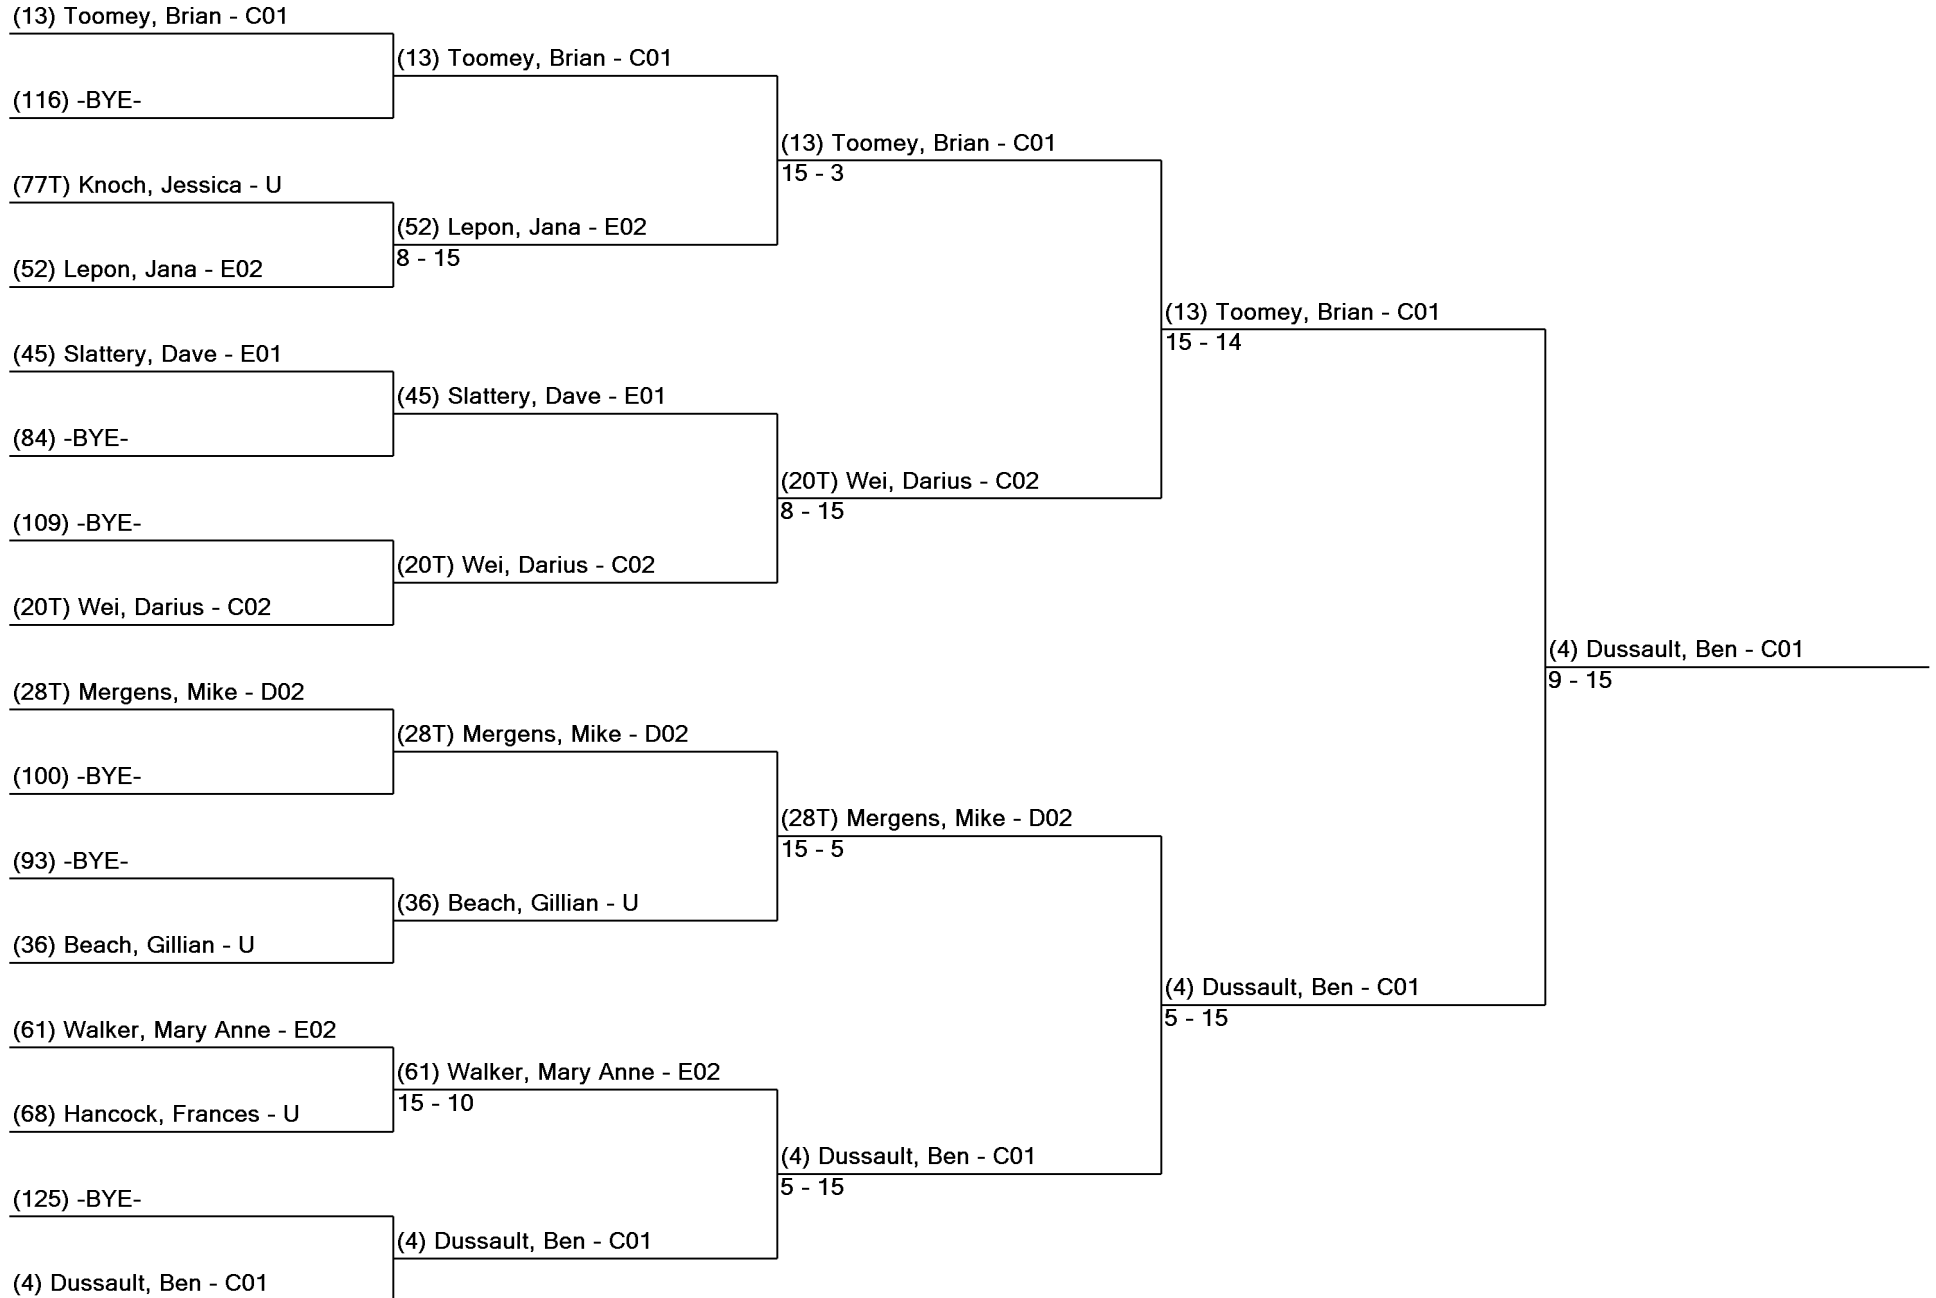 (13) Toomey, Brian - C01
(116) -BYE-
(77T) Knoch, Jessica - U
(52) Lepon, Jana - E02
(45) Slattery, Dave - E01
(84) -BYE-
(109) -BYE-
(20T) Wei, Darius - C02
(28T) Mergens, Mike - D02
(100) -BYE-
(93) -BYE-
(36) Beach, Gillian - U
(61) Walker, Mary Anne - E02
(68) Hancock, Frances - U
(125) -BYE-
(4) Dussault, Ben - C01
(13) Toomey, Brian - C01
(52) Lepon, Jana - E02
8 - 15
(45) Slattery, Dave - E01
(20T) Wei, Darius - C02
(28T) Mergens, Mike - D02
(36) Beach, Gillian - U
(61) Walker, Mary Anne - E02
15 - 10
(4) Dussault, Ben - C01
(13) Toomey, Brian - C01
15 - 3
(20T) Wei, Darius - C02
8 - 15
(28T) Mergens, Mike - D02
15 - 5
(4) Dussault, Ben - C01
5 - 15
(13) Toomey, Brian - C01
15 - 14
(4) Dussault, Ben - C01
5 - 15
(4) Dussault, Ben - C01
9 - 15